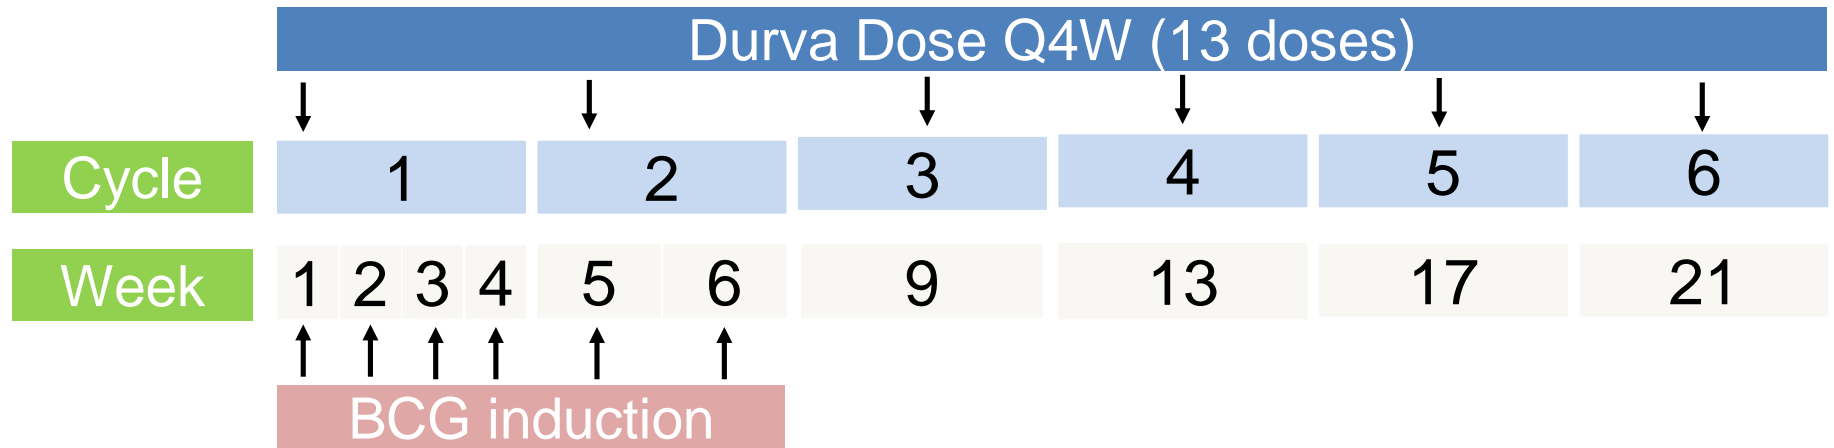 Durva Dose Q4W (13 doses)
Cycle 1 2 3 4 5 6
Week 1 2 3 4 5 6 9 13 17 21
BCG induction